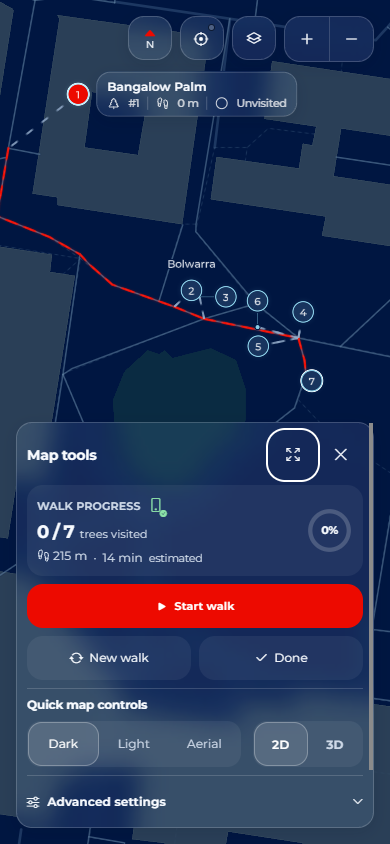 N
1
Bangalow Palm
#1 0 m Unvisited
Bolwarra
2
3
6
4
5
7
Map tools
WALK PROGRESS
0 / 7 trees visited
0%
215 m · 14 min estimated
Start walk
New walk
Done
Quick map controls
Dark Light Aerial
2D 3D
Advanced settings